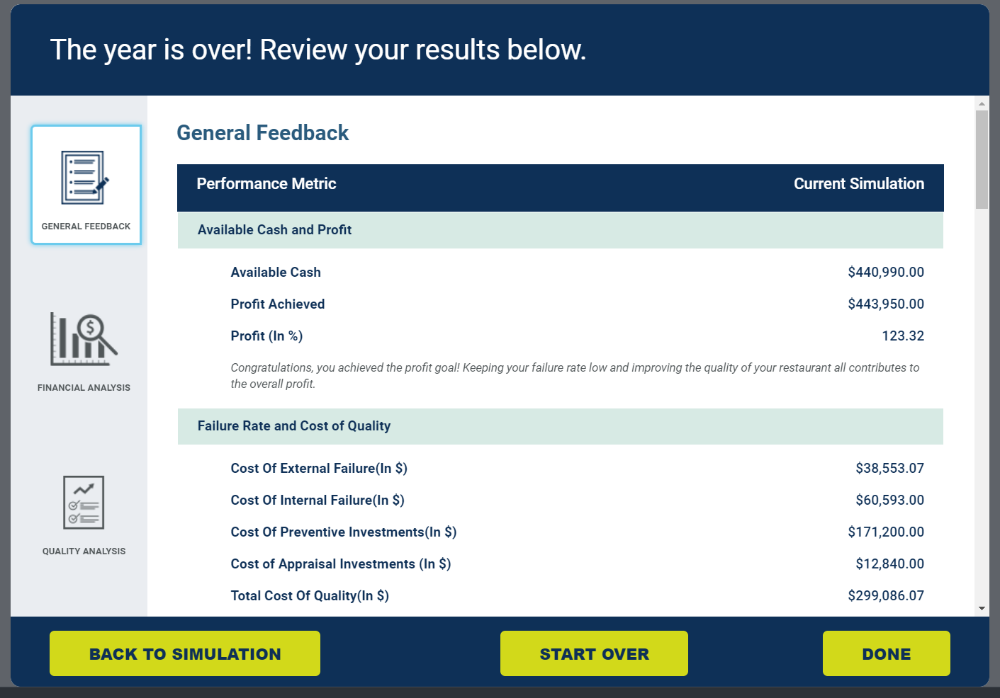 The year is over! Review your results below.
GENERAL FEEDBACK
FINANCIAL ANALYSIS
QUALITY ANALYSIS
General Feedback
Performance Metric Current Simulation
Available Cash and Profit
Available Cash $440,990.00
Profit Achieved $443,950.00
Profit (In %) 123.32
Congratulations, you achieved the profit goal! Keeping your failure rate low and improving the quality of your restaurant all contributes to
the overall profit.
Failure Rate and Cost of Quality
Cost Of External Failure(In $) $38,553.07
Cost Of Internal Failure(In $) $60,593.00
Cost Of Preventive Investments(In $) $171,200.00
Cost of Appraisal Investments (In $) $12,840.00
Total Cost Of Quality(In $) $299,086.07
BACK TO SIMULATION START OVER DONE